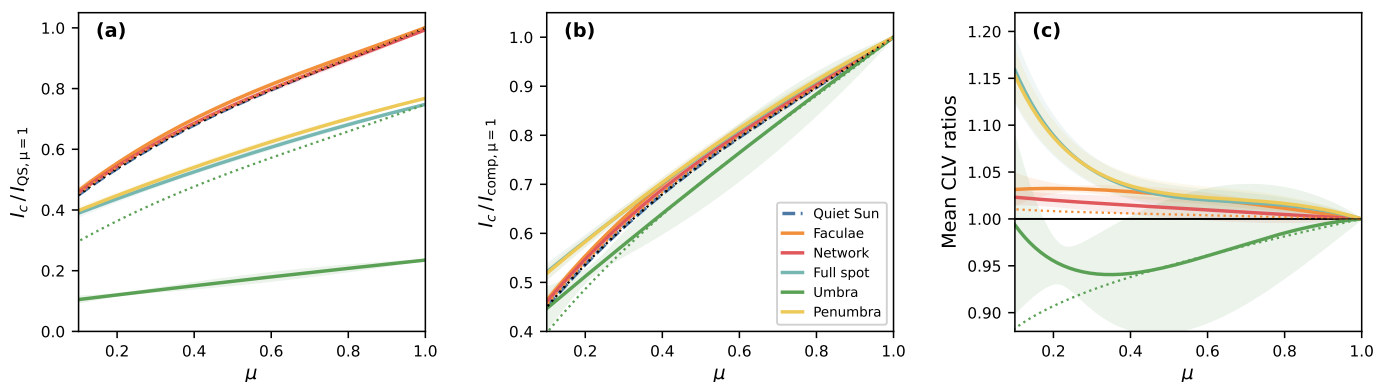 (a)
1.0
0.8
0.6
0.4
0.2
0.0
I_c / I_QS, μ = 1
0.2 0.4 0.6 0.8 1.0
μ
(b)
1.0
0.9
0.8
0.7
0.6
0.5
0.4
I_c / I_comp, μ = 1
Quiet Sun
Faculae
Network
Full spot
Umbra
Penumbra
0.2 0.4 0.6 0.8 1.0
μ
(c)
1.20
1.15
1.10
1.05
1.00
0.95
0.90
Mean CLV ratios
0.2 0.4 0.6 0.8 1.0
μ